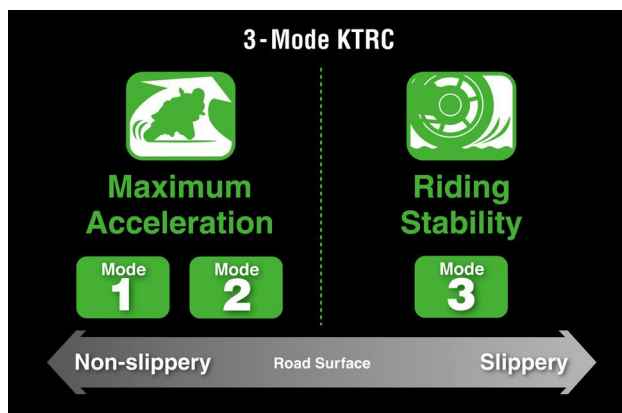 3-Mode KTRC
Maximum
Acceleration
Riding
Stability
Mode
1
Mode
2
Mode
3
Non-slippery
Road Surface
Slippery